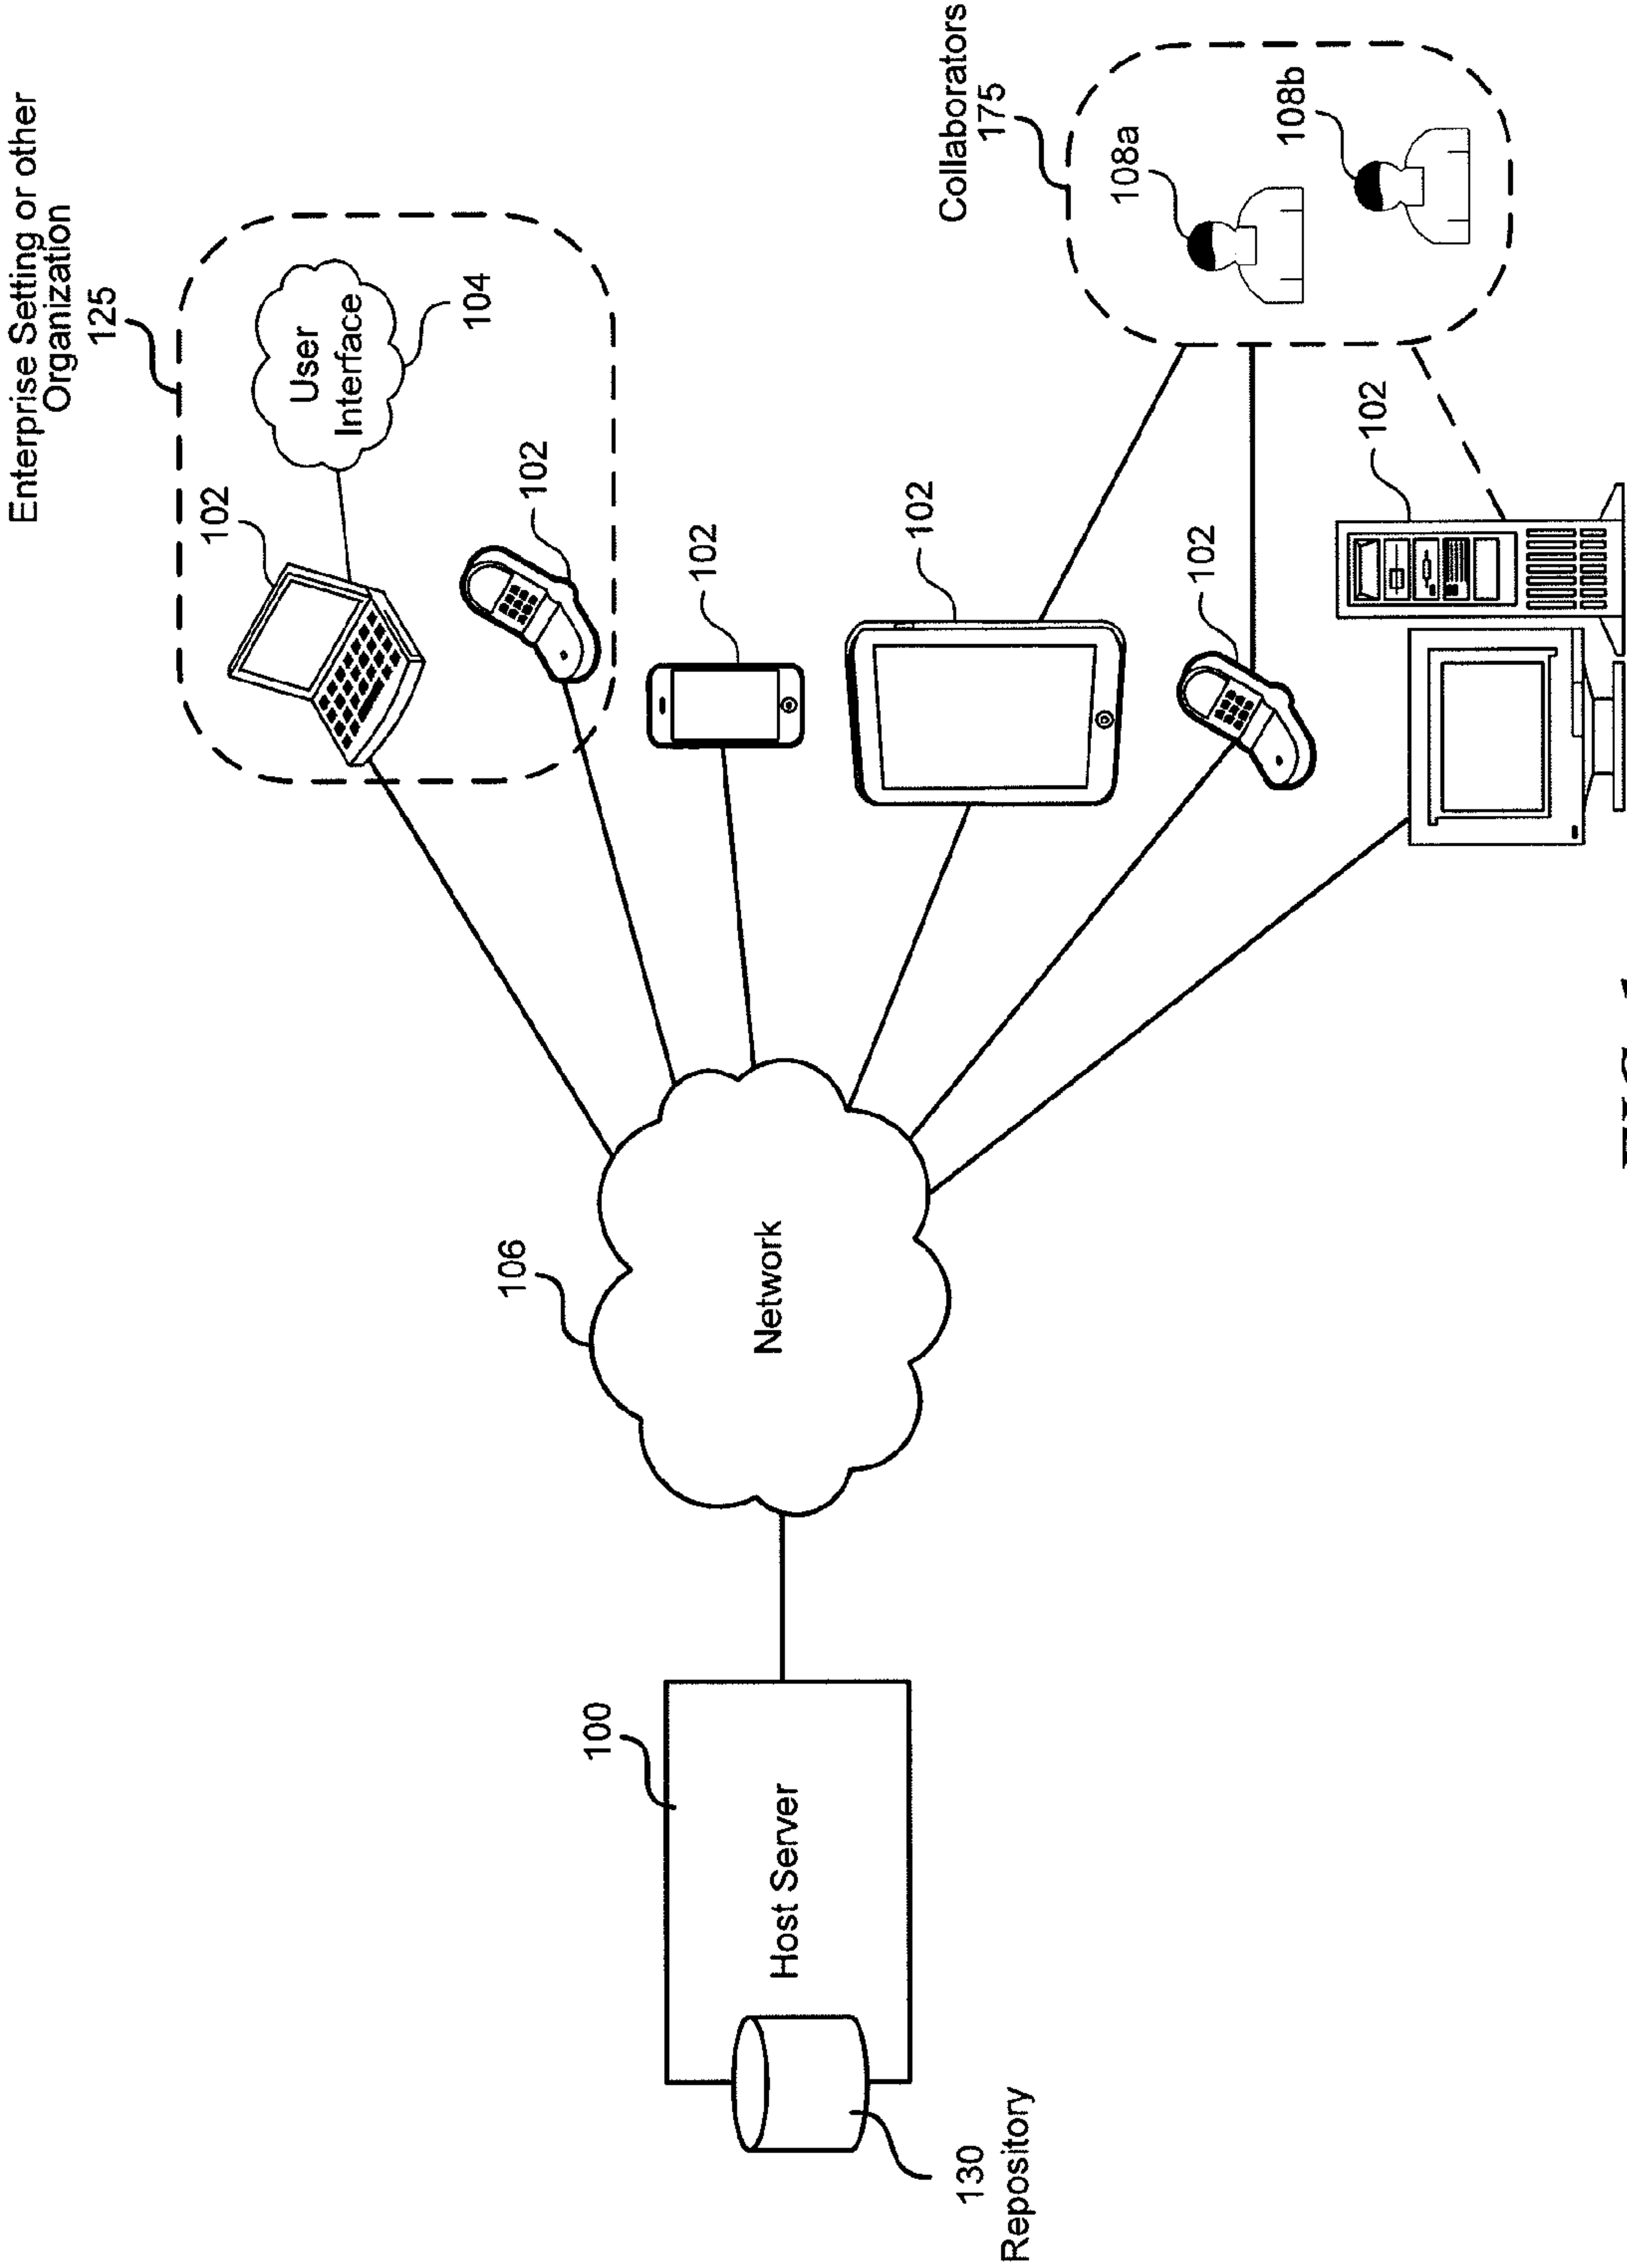 Enterprise Setting or other
Organization
125
102
User
Interface
104
102
102
102
Collaborators
175
108a
108b
102
102
106
Network
100
Host Server
130
Repository